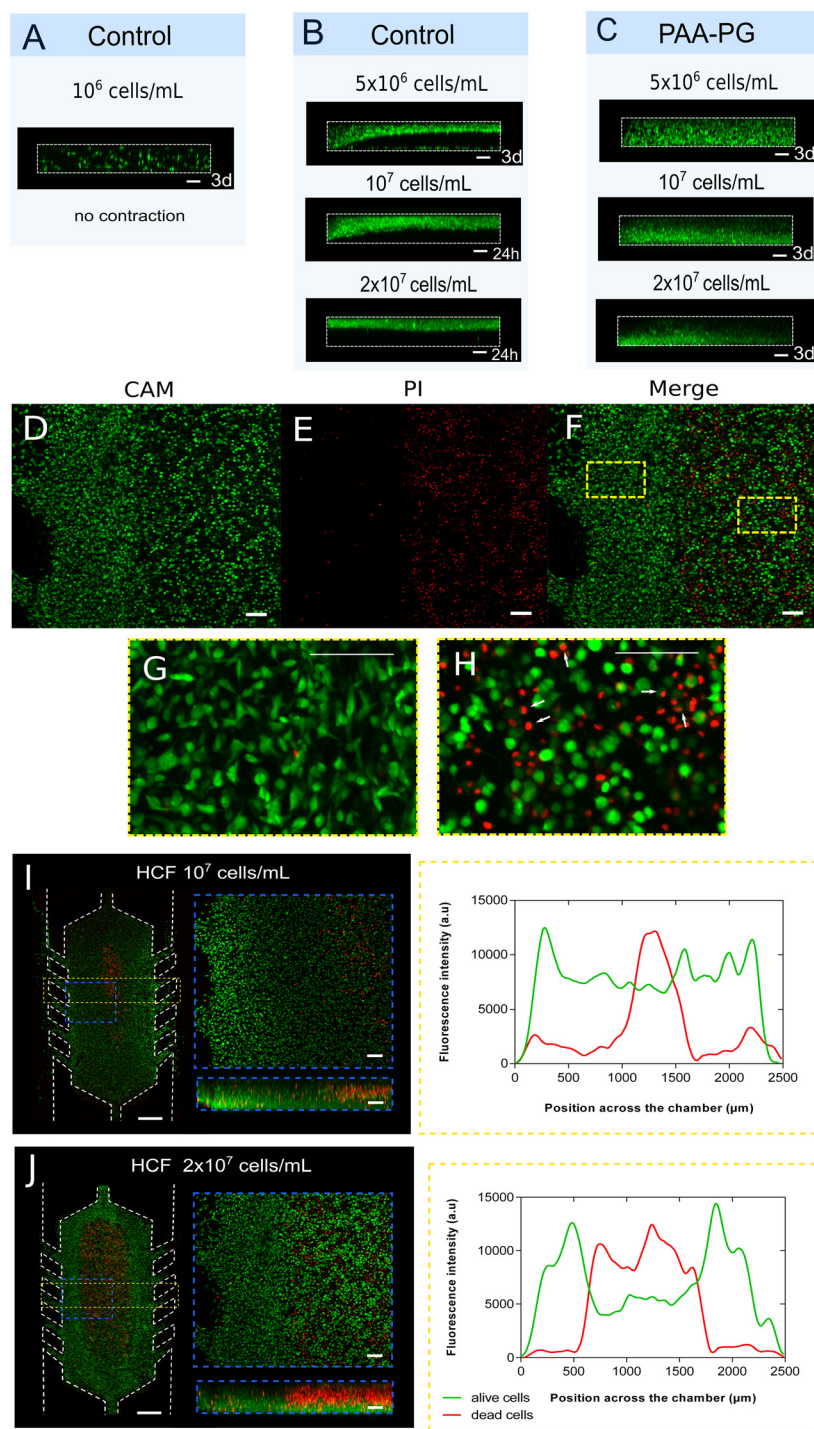 A Control
10⁶ cells/mL
3d
no contraction
B Control
5x10⁶ cells/mL
3d
10⁷ cells/mL
24h
2x10⁷ cells/mL
24h
C PAA-PG
5x10⁶ cells/mL
3d
10⁷ cells/mL
3d
2x10⁷ cells/mL
3d
CAM PI Merge
D E F
G H
I HCF 10⁷ cells/mL
Fluorescence intensity (a.u)
15000
10000
5000
0
0 500 1000 1500 2000 2500
Position across the chamber (µm)
J HCF 2x10⁷ cells/mL
Fluorescence intensity (a.u)
15000
10000
5000
0
0 500 1000 1500 2000 2500
Position across the chamber (µm)
alive cells
dead cells